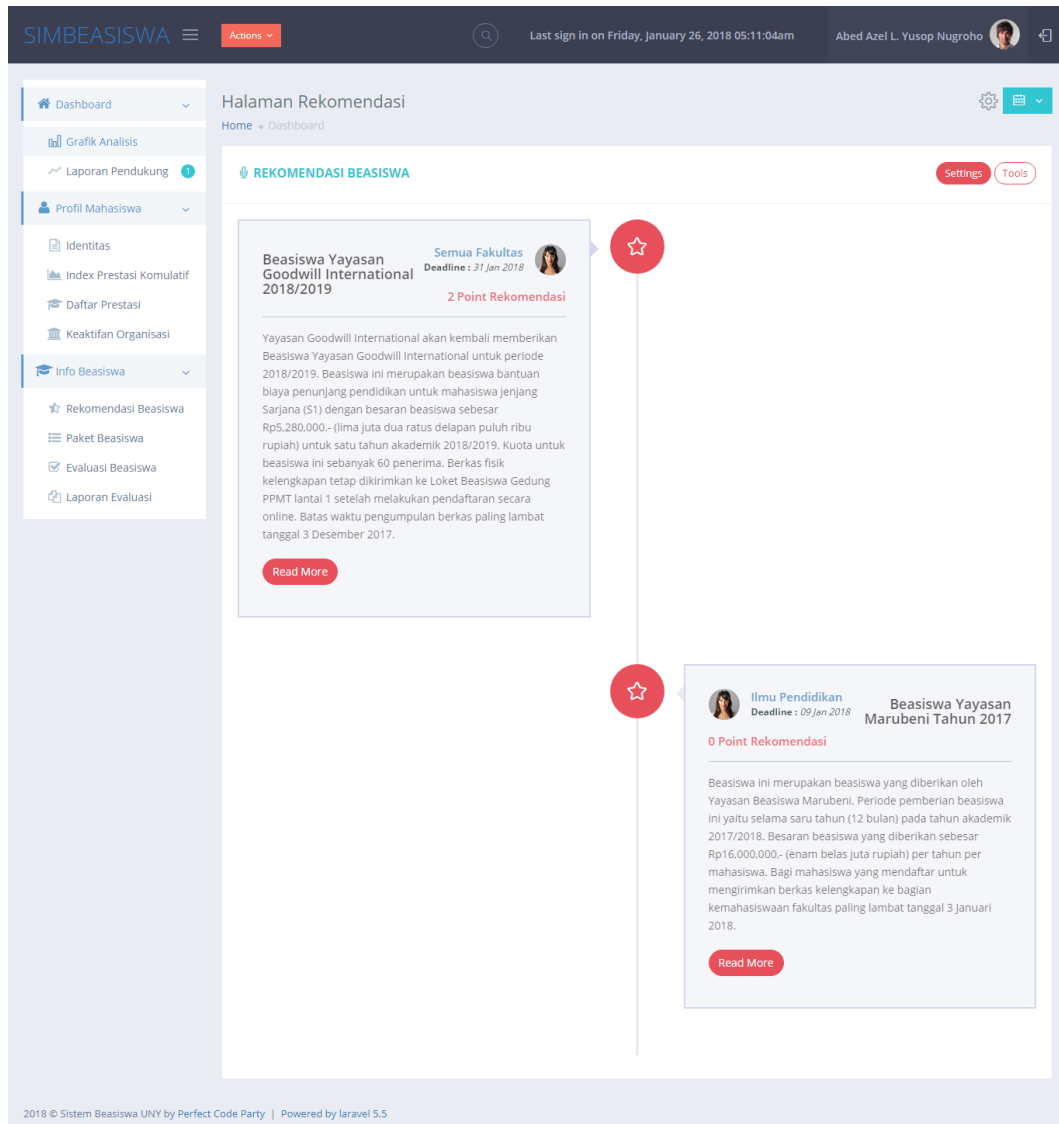 SIMBEASISWA
Actions
Last sign in on Friday, January 26, 2018 05:11:04am
Abed Azel L. Yusop Nugroho
Dashboard
Grafik Analisis
Laporan Pendukung 1
Profil Mahasiswa
Identitas
Index Prestasi Komulatif
Daftar Prestasi
Keaktifan Organisasi
Info Beasiswa
Rekomendasi Beasiswa
Paket Beasiswa
Evaluasi Beasiswa
Laporan Evaluasi
Halaman Rekomendasi
Home Dashboard
REKOMENDASI BEASISWA
Settings
Tools
Beasiswa Yayasan
Goodwill International
2018/2019
Semua Fakultas
Deadline : 31 Jan 2018
2 Point Rekomendasi
Yayasan Goodwill International akan kembali memberikan
Beasiswa Yayasan Goodwill International untuk periode
2018/2019. Beasiswa ini merupakan beasiswa bantuan
biaya penunjang pendidikan untuk mahasiswa jenjang
Sarjana (S1) dengan besaran beasiswa sebesar
Rp5,280,000.- (lima juta dua ratus delapan puluh ribu
rupiah) untuk satu tahun akademik 2018/2019. Kuota untuk
beasiswa ini sebanyak 60 penerima. Berkas fisik
kelengkapan tetap dikirimkan ke Loket Beasiswa Gedung
PPMT lantai 1 setelah melakukan pendaftaran secara
online. Batas waktu pengumpulan berkas paling lambat
tanggal 3 Desember 2017.
Read More
Ilmu Pendidikan
Deadline : 09 Jan 2018
0 Point Rekomendasi
Beasiswa Yayasan
Marubeni Tahun 2017
Beasiswa ini merupakan beasiswa yang diberikan oleh
Yayasan Beasiswa Marubeni. Periode pemberian beasiswa
ini yaitu selama saru tahun (12 bulan) pada tahun akademik
2017/2018. Besaran beasiswa yang diberikan sebesar
Rp16,000,000,- (enam belas juta rupiah) per tahun per
mahasiswa. Bagi mahasiswa yang mendaftar untuk
mengirimkan berkas kelengkapan ke bagian
kemahasiswaan fakultas paling lambat tanggal 3 Januari
2018.
Read More
2018 © Sistem Beasiswa UNY by Perfect Code Party | Powered by laravel 5.5